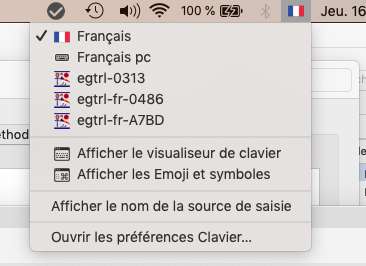 100 % Jeu. 16
Français
Français pc
egtrl-0313
egtrl-fr-0486
egtrl-fr-A7BD
éthod
Afficher le visualiseur de clavier
Afficher les Emoji et symboles
Afficher le nom de la source de saisie
Ouvrir les préférences Clavier...